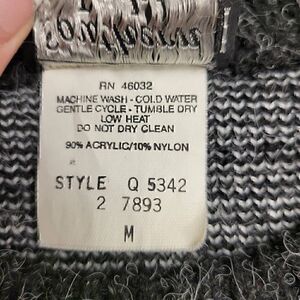 RN 46032
MACHINE WASH - COLD WATER
GENTLE CYCLE - TUMBLE DRY
LOW HEAT
DO NOT DRY CLEAN
90% ACRYLIC/10% NYLON
2
STYLE Q 5342
2 7893
M